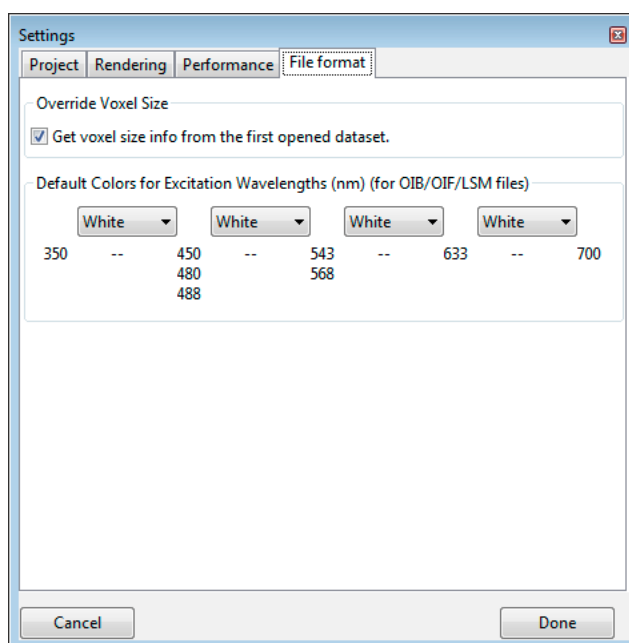 Settings
Project Rendering Performance File format
Override Voxel Size
Get voxel size info from the first opened dataset.
Default Colors for Excitation Wavelengths (nm) (for OIB/OIF/LSM files)
White White White White
350 -- 450 -- 543 -- 633 -- 700
480 568
488
Cancel Done